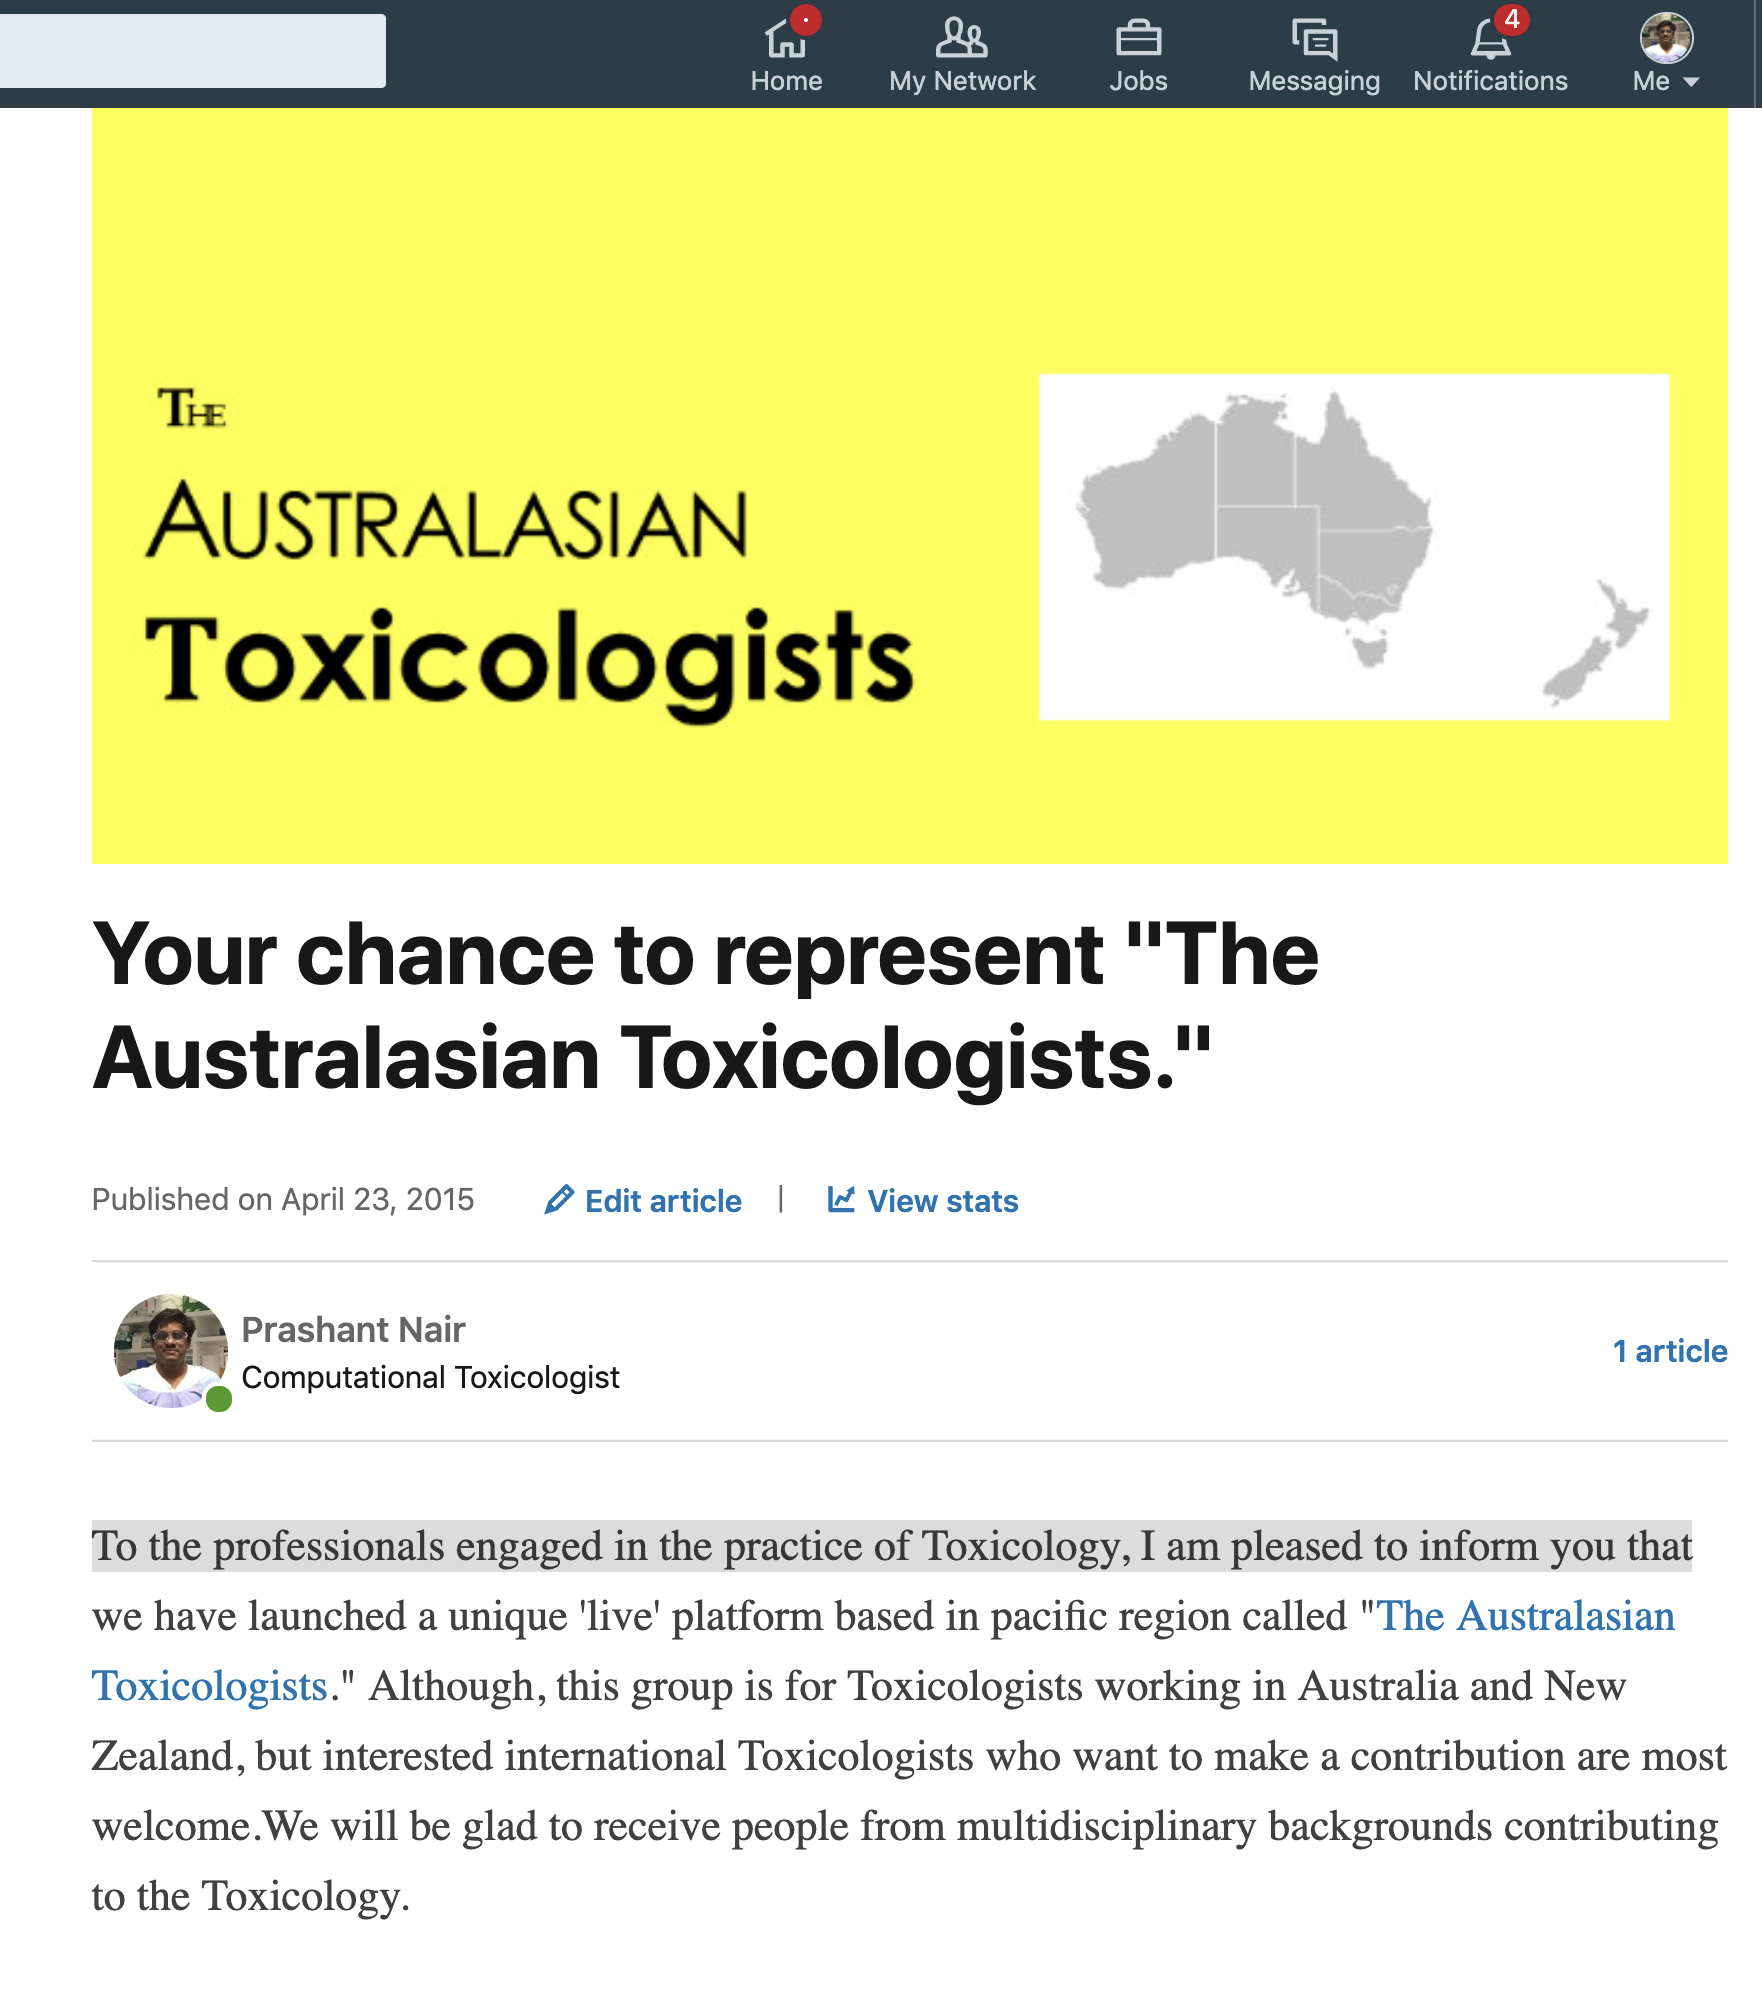 4
Home
My Network
Jobs
Messaging
Notifications
Me
THE
AUSTRALASIAN
Toxicologists
Your chance to represent "The
Australasian Toxicologists."
Published on April 23, 2015
Edit article
|
View stats
Prashant Nair
Computational Toxicologist
1 article
To the professionals engaged in the practice of Toxicology, I am pleased to inform you that
we have launched a unique 'live' platform based in pacific region called "The Australasian
Toxicologists." Although, this group is for Toxicologists working in Australia and New
Zealand, but interested international Toxicologists who want to make a contribution are most
welcome.We will be glad to receive people from multidisciplinary backgrounds contributing
to the Toxicology.